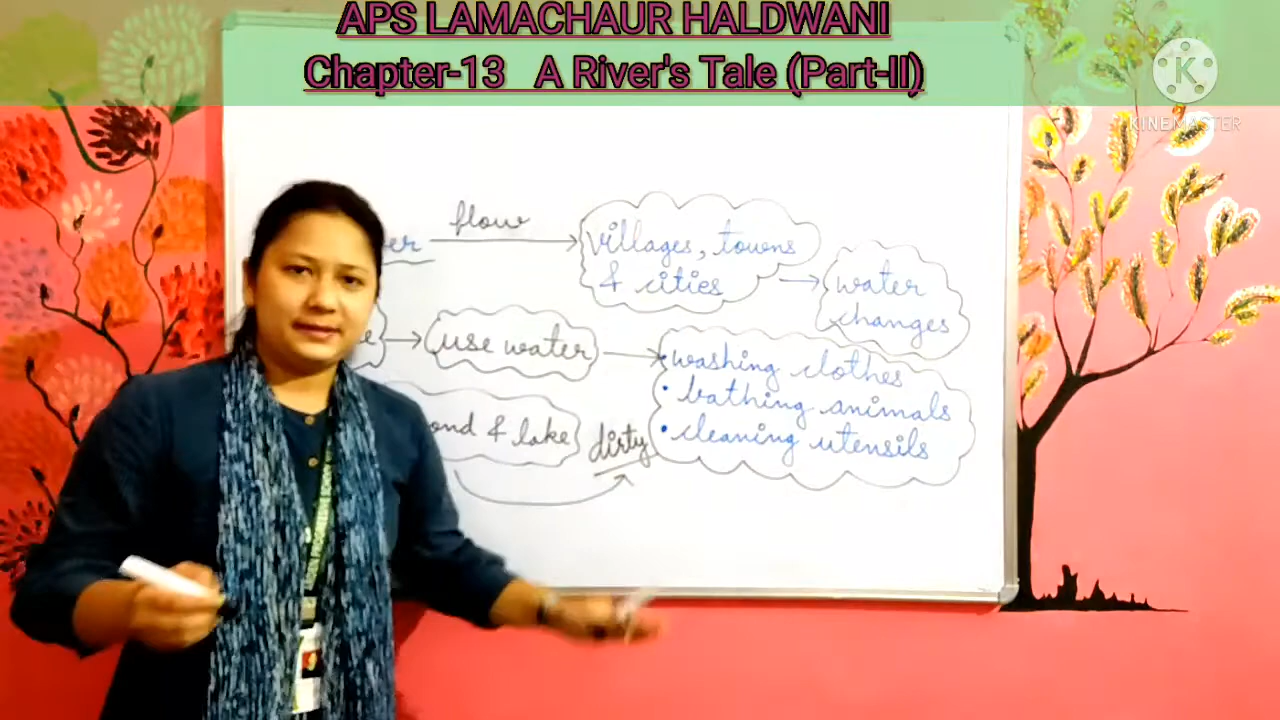 APS LAMACHAUR HALDWANI
Chapter-13 A River's Tale (Part-II)
KINEMASTER
flow
villages, towns
& cities
water
changes
use water
washing clothes
• bathing animals
• cleaning utensils
& lake
dirty